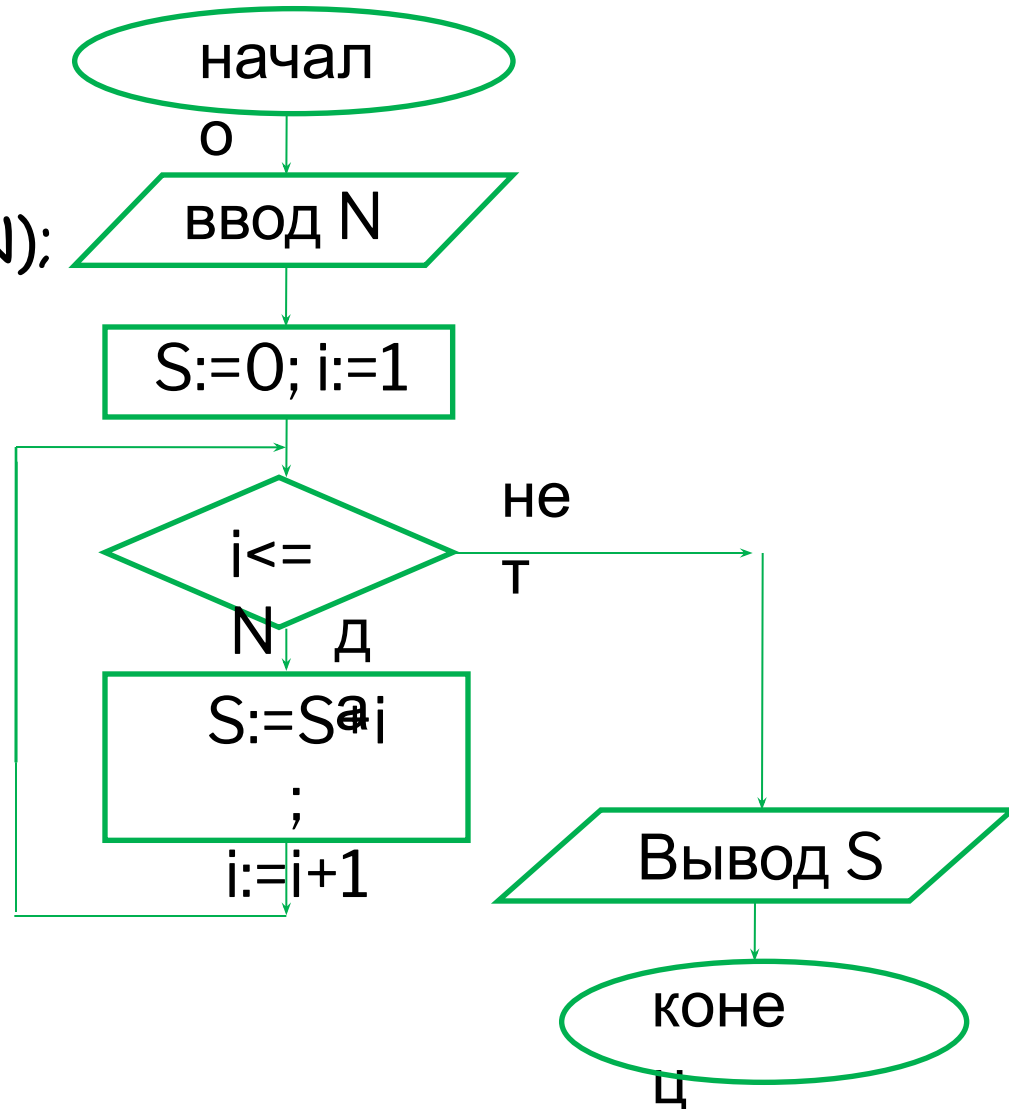 начал
о
ввод N
N);
S:=0; i:=1
i<=
N
не
т
д
а
S:=S+i
;
i:=i+1
Вывод S
коне
ц